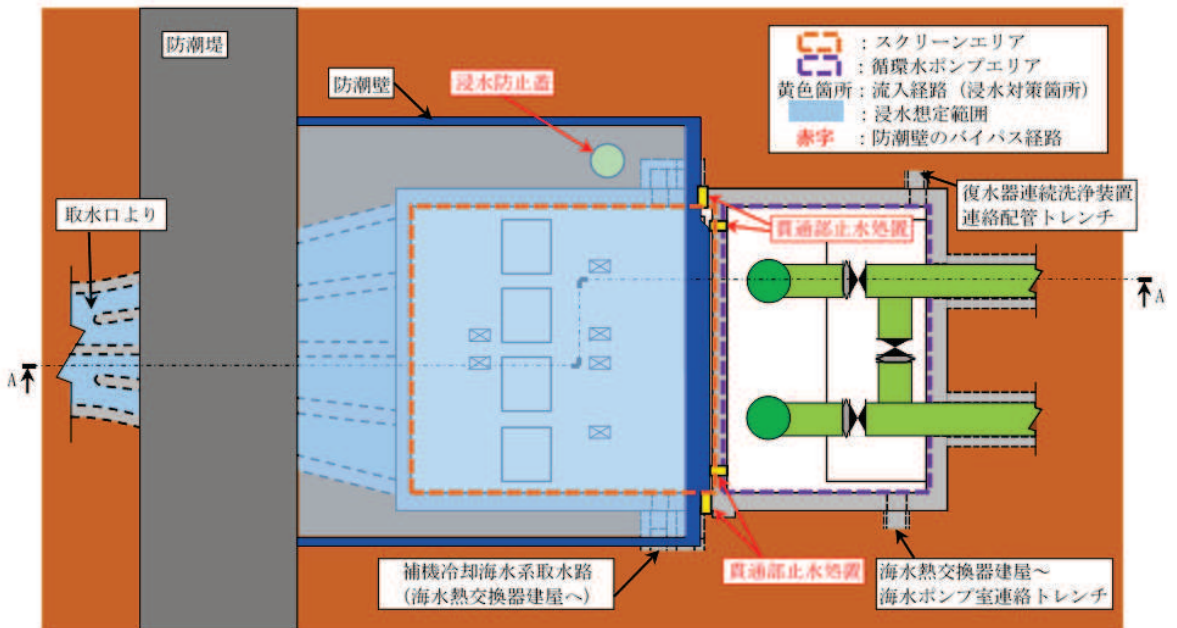 防潮堤
防潮壁
浸水防止蓋
：スクリーンエリア
：循環水ポンプエリア
黄色箇所：流入経路（浸水対策箇所）
：浸水想定範囲
赤字：防潮壁のバイパス経路
取水口より
復水器連続洗浄装置
連絡配管トレンチ
貫通部止水処置
A
A
補機冷却海水系取水路
(海水熱交換器建屋へ)
貫通部止水処置
海水熱交換器建屋～
海水ポンプ室連絡トレンチ